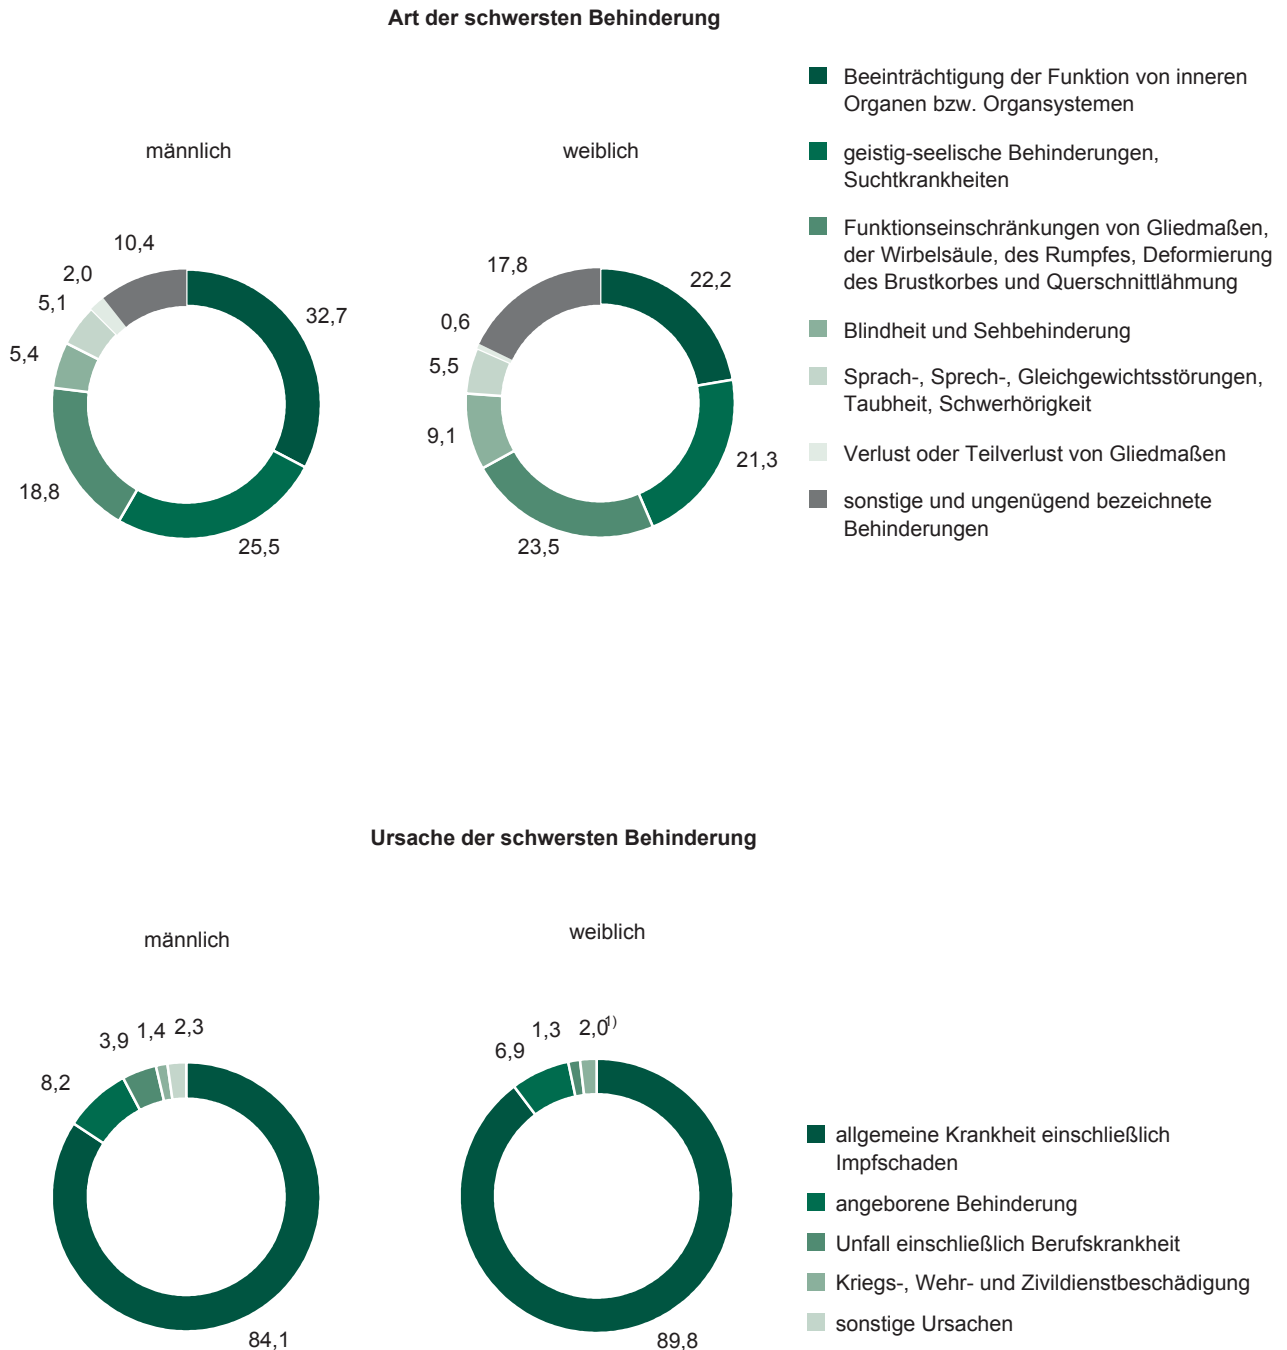 Art der schwersten Behinderung
männlich
weiblich
10,4
2,0
5,1
5,4
18,8
25,5
32,7
17,8
0,6
5,5
9,1
23,5
21,3
22,2
Beeinträchtigung der Funktion von inneren
Organen bzw. Organsystemen
geistig-seelische Behinderungen,
Suchtkrankheiten
Funktionseinschränkungen von Gliedmaßen,
der Wirbelsäule, des Rumpfes, Deformierung
des Brustkorbes und Querschnittlähmung
Blindheit und Sehbehinderung
Sprach-, Sprech-, Gleichgewichtsstörungen,
Taubheit, Schwerhörigkeit
Verlust oder Teilverlust von Gliedmaßen
sonstige und ungenügend bezeichnete
Behinderungen
Ursache der schwersten Behinderung
männlich
weiblich
8,2
3,9
1,4
2,3
84,1
6,9
1,3
2,0¹⁾
89,8
allgemeine Krankheit einschließlich
Impfschaden
angeborene Behinderung
Unfall einschließlich Berufskrankheit
Kriegs-, Wehr- und Zivildienstbeschädigung
sonstige Ursachen